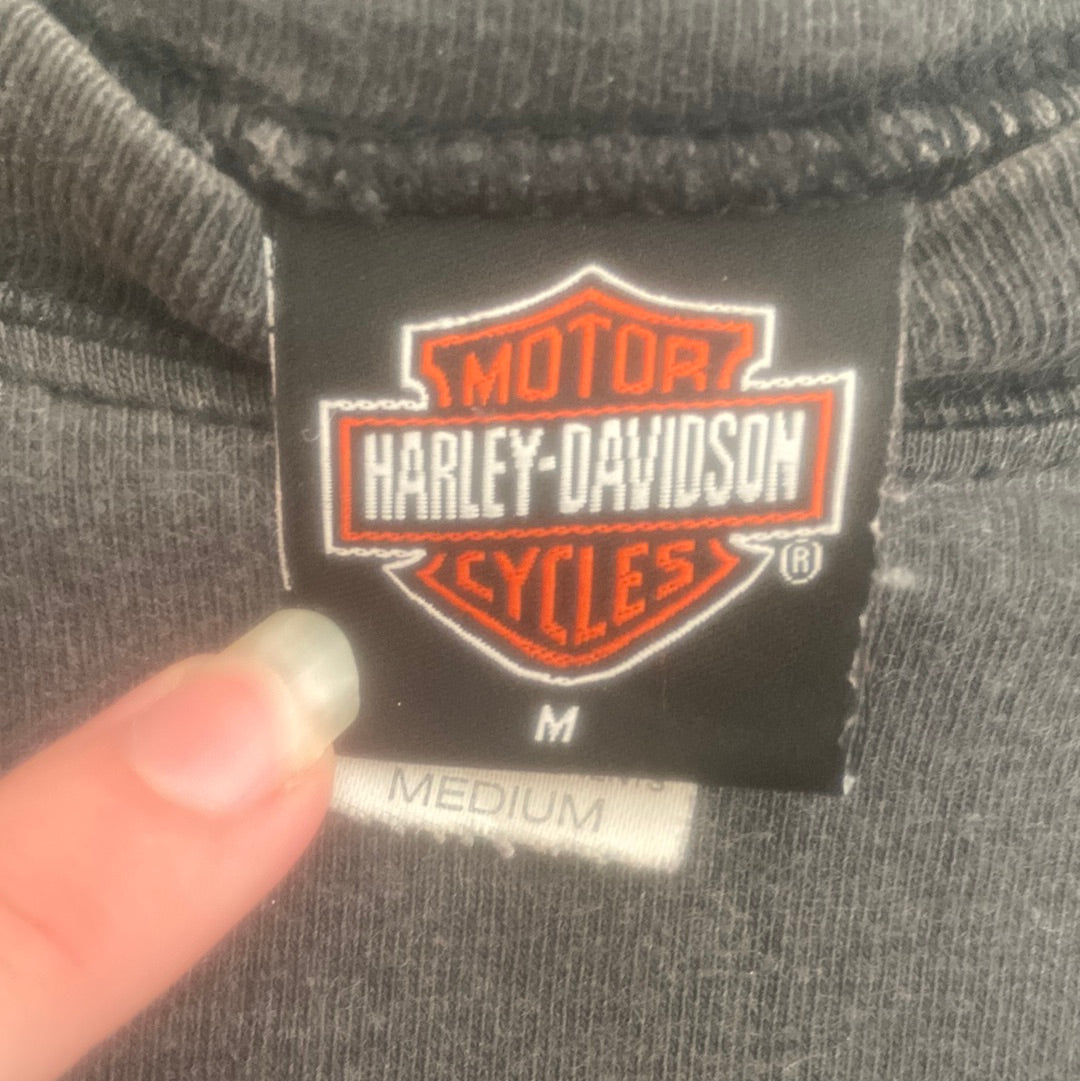 MOTOR
HARLEY-DAVIDSON
CYCLES
®
M
MEDIUM